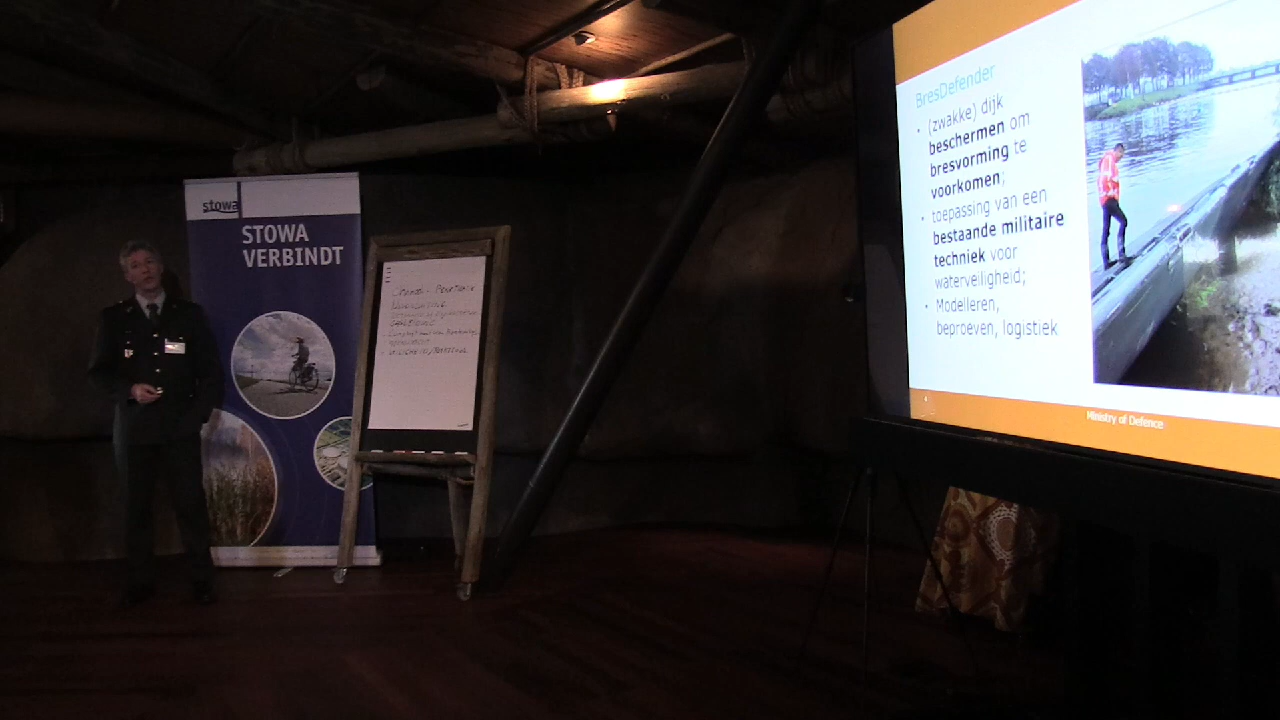 stowa
STOWA
VERBINDT
BresDefender
• (zwakke) dijk
beschermen om
bresvorming te
voorkomen;
• toepassing van een
bestaande militaire
techniek voor
waterveiligheid;
• Modelleren,
beproeven, logistiek
Ministry of Defence